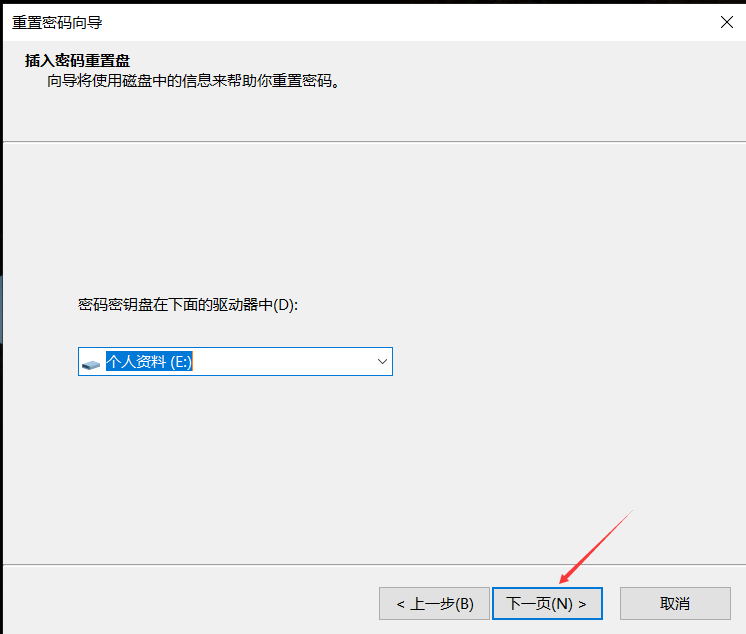 重置密码向导
插入密码重置盘
向导将使用磁盘中的信息来帮助你重置密码。
密码密钥盘在下面的驱动器中(D):
个人资料 (E:)
< 上一步(B)
下一页(N) >
取消